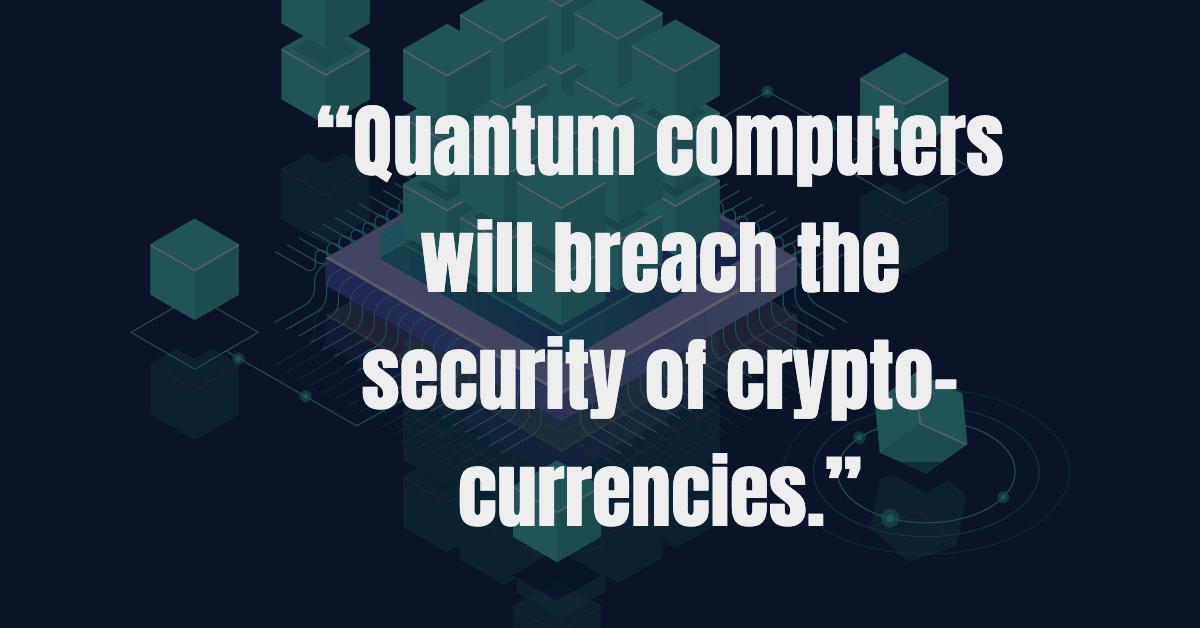 “Quantum computers
will breach the
security of crypto-
currencies.”